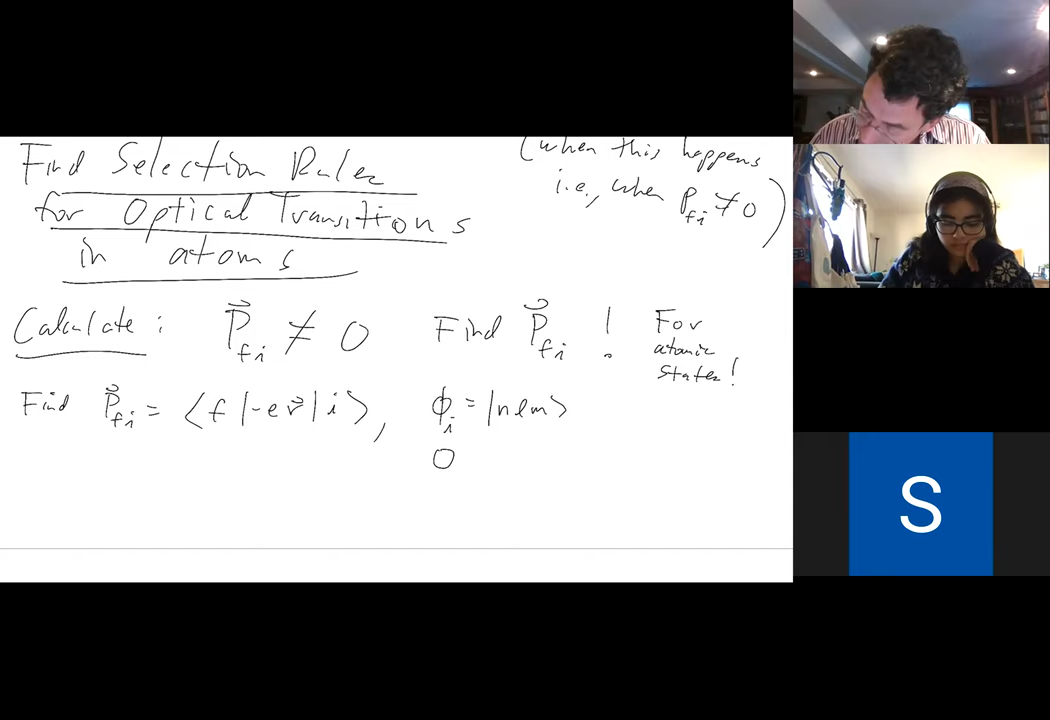 Find Selection Rules
for Optical Transitions
in atoms
(when this happens
i.e., when P_fi ≠ 0)
Calculate: P⃗_fi ≠ 0 Find P⃗_fi ! For
atomic
states!
Find P⃗_fi = ⟨f|-er⃗|i⟩, ϕ_i = |nlm⟩
O
S